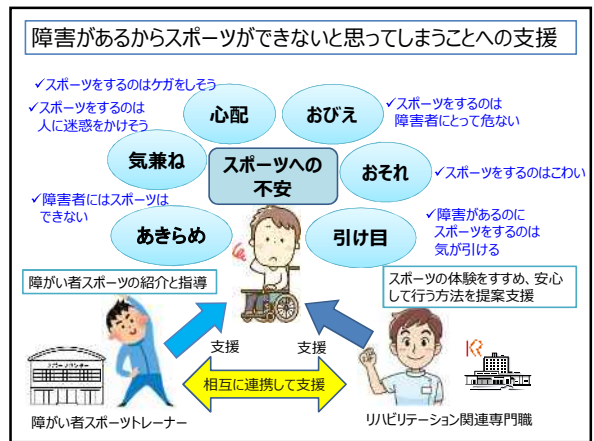 障害があるからスポーツができないと思ってしまうことへの支援
✓スポーツをするのはケガをしそう
✓スポーツをするのは
人に迷惑をかけそう
心配
おびえ
✓スポーツをするのは
障害者にとって危ない
気兼ね
スポーツへの
不安
おそれ
✓スポーツをするのはこわい
✓障害者にはスポーツは
できない
あきらめ
引け目
✓障害があるのに
スポーツをするのは
気が引ける
障がい者スポーツの紹介と指導
スポーツの体験をすすめ、安心
して行う方法を提案支援
支援
支援
スポーツセンター
KR
相互に連携して支援
障がい者スポーツトレーナー
リハビリテーション関連専門職